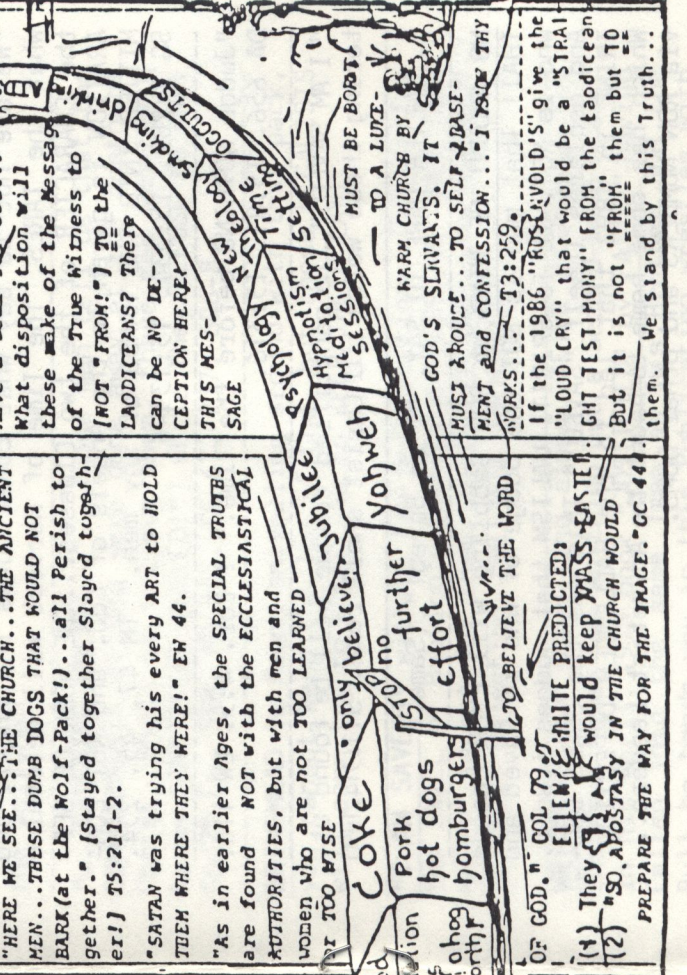 "HERE WE SEE...THE CHURCH...THE ANCIENT
MEN...THESE DUMB DOGS THAT WOULD NOT
BARK(at the Wolf-Pack!)...all Perish to-
gether." [Stayed together Slayed togeth-
er!] T5:211-2.
"SATAN was trying his every ART to HOLD
THEM WHERE THEY WERE!" EW 44.
"As in earlier Ages, the SPECIAL TRUTHS
are found NOT with the ECCLESIASTICAL
AUTHORITIES, but with men and
women who are not TOO LEARNED
or TOO WISE
TO BELIEVE THE WORD
OF GOD." COL 79.
ELLEN G. WHITE PREDICTED;
(1) They would keep MASS-EASTER
(2) "SO APOSTASY IN THE CHURCH WOULD
PREPARE THE WAY FOR THE IMAGE."GC 444.
What disposition will
these make of the Message
of the True Witness to
[NOT "FROM!"] TO the
LAODICEANS? There
can be NO DE-
CEPTION HERE!
THIS MES-
SAGE
MUST BE BORNE
TO A LUKE-
WARM CHURCH BY
GOD'S SERVANTS. IT
MUST AROUSE...TO SELF ABASE-
MENT and CONFESSION..."I KNOW THY
WORKS... T3:259.
If the 1986 "ROSENVOLD'S" give the
"LOUD CRY" that would be a "STRAI
GHT TESTIMONY" FROM the Laodicean
But it is not "FROM" them but TO
them. We stand by this Truth...
drinking
smoking
OCCULTS
NEW Theology
Time Setting
Psychology
Hypnotism
Meditation
Sessions
Jubilee
Yahweh
"only believe"
no
further
effort
STOP
Coke
Pork
hot dogs
homburgers